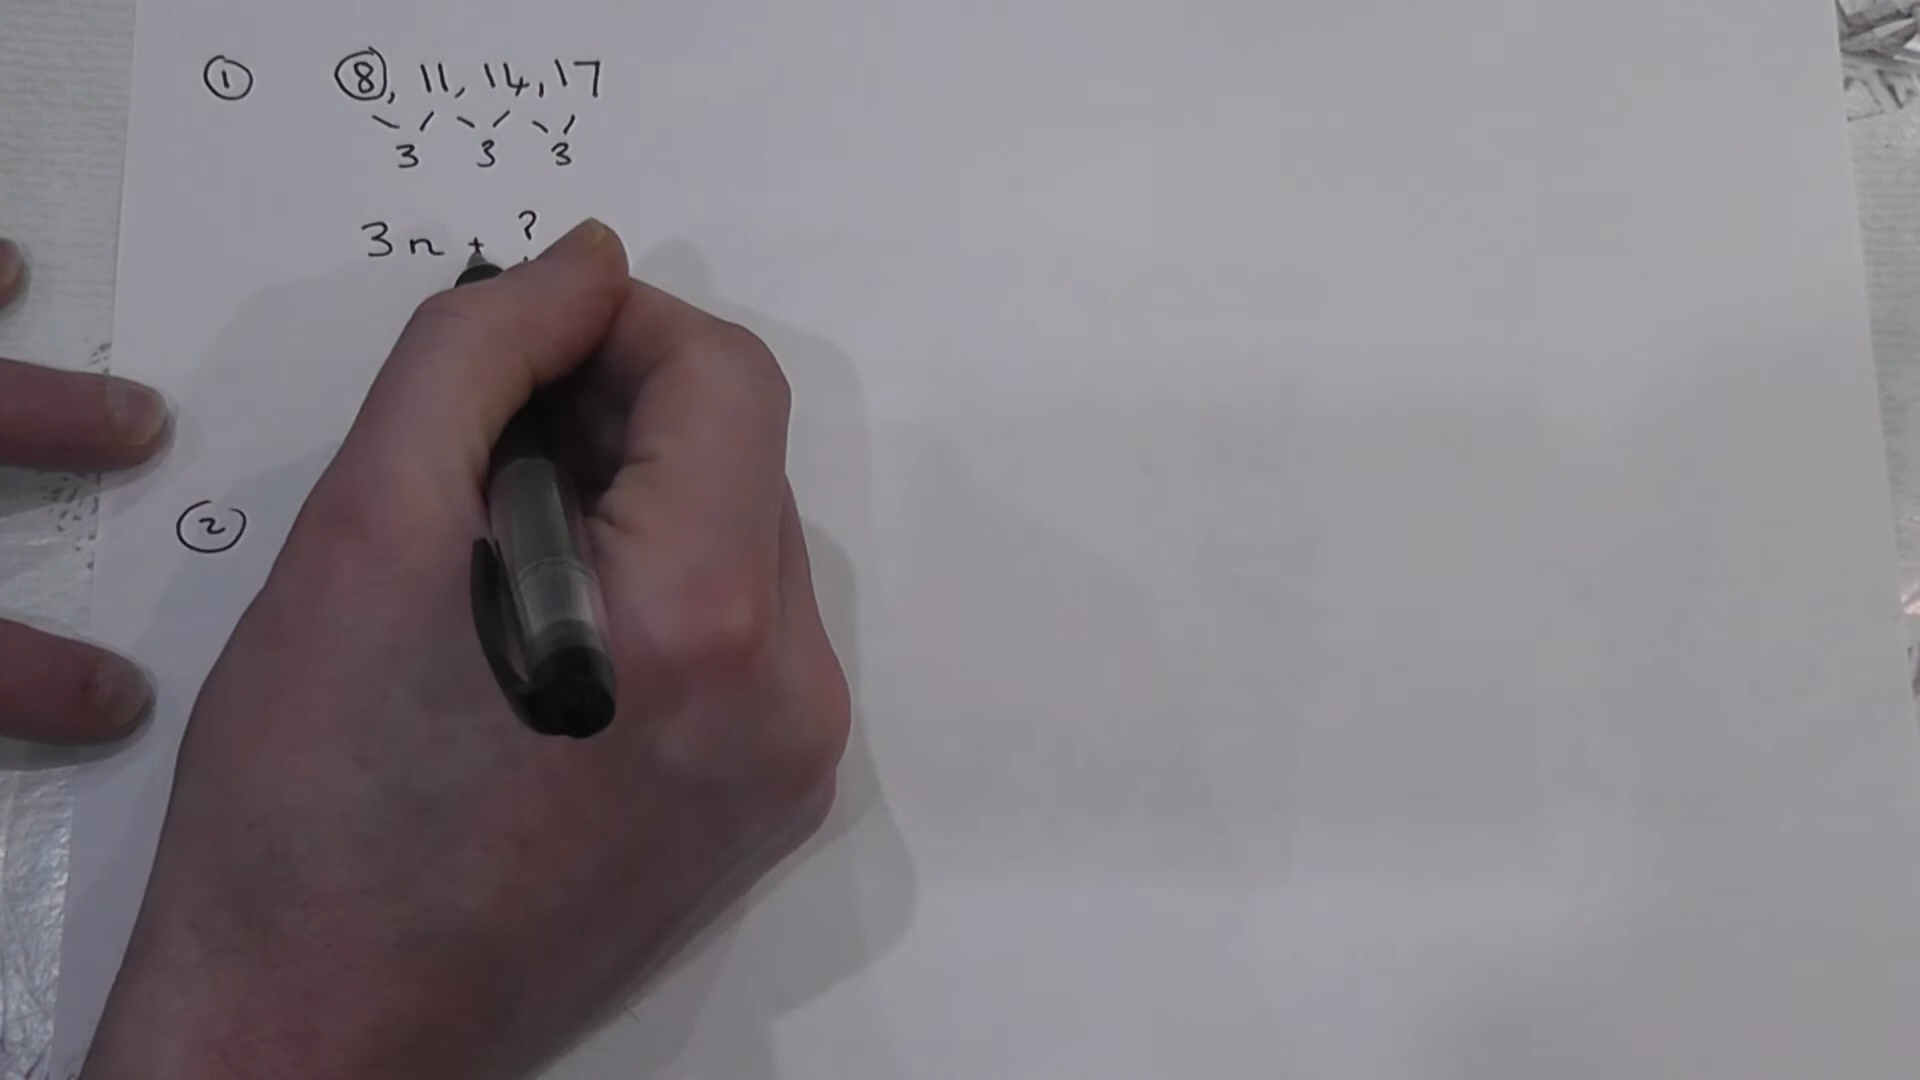 ① ⑧, 11, 14, 17
3 3 3
3n + ?
②